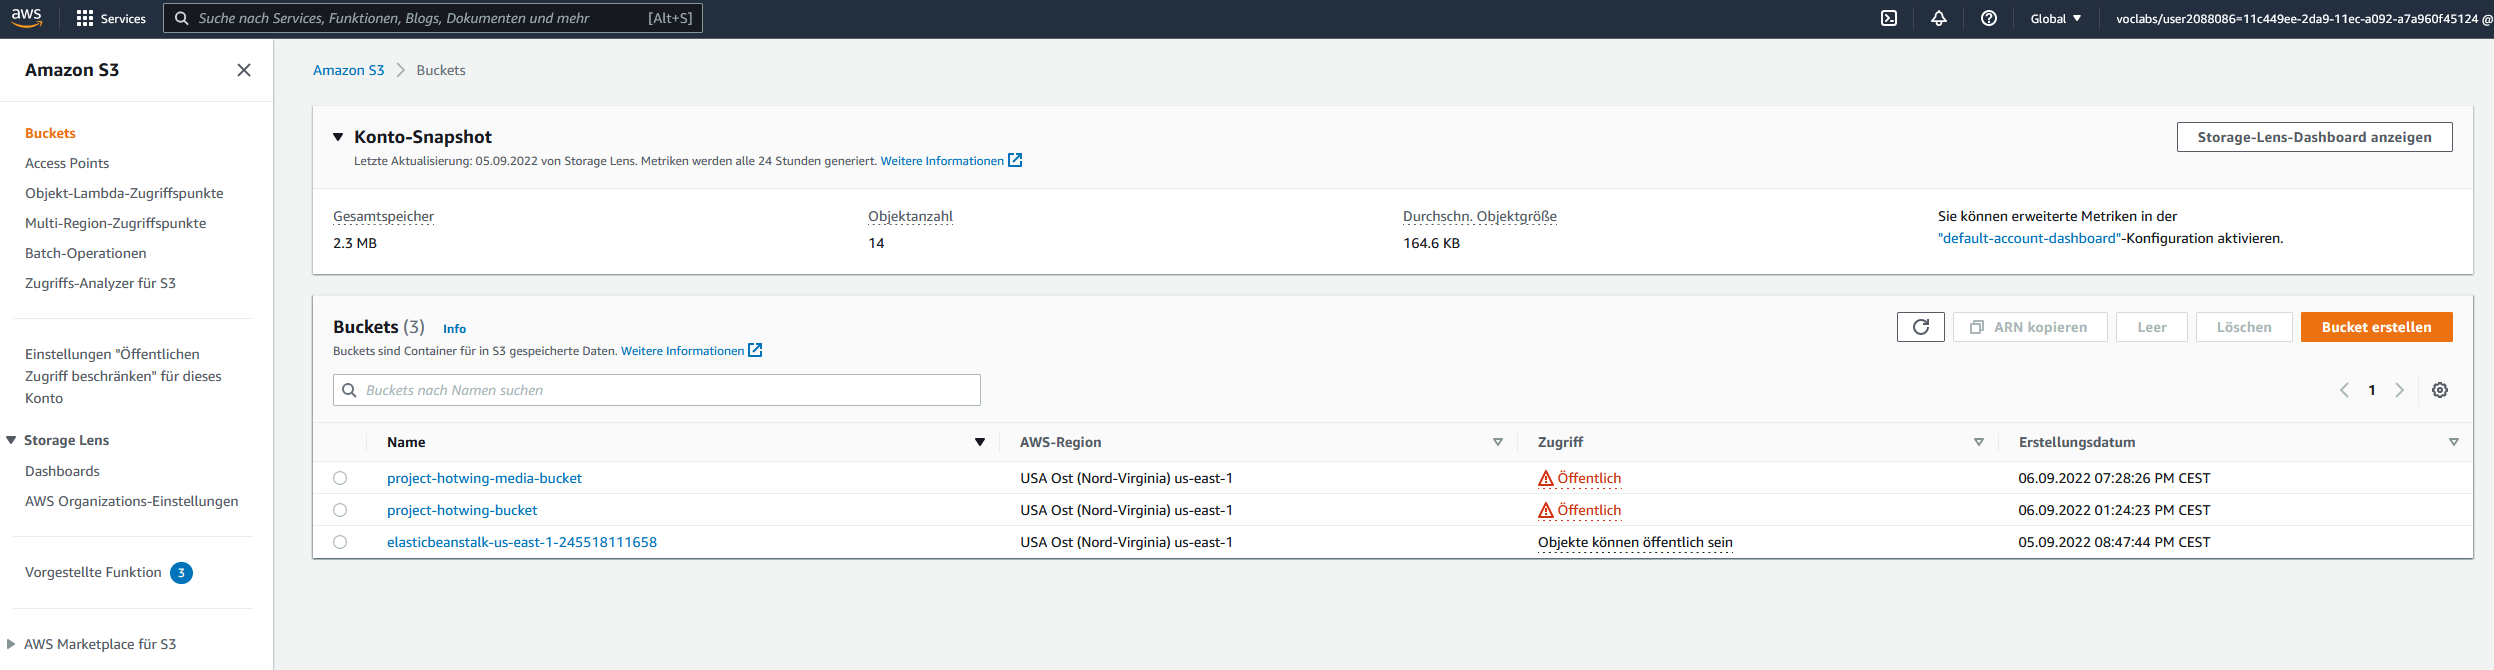 aws
Services
Suche nach Services, Funktionen, Blogs, Dokumenten und mehr [Alt+S]
Global
voclabs/user2088086=11c449ee-2da9-11ec-a092-a7a960f45124 @
Amazon S3
Buckets
Access Points
Objekt-Lambda-Zugriffspunkte
Multi-Region-Zugriffspunkte
Batch-Operationen
Zugriffs-Analyzer für S3
Einstellungen "Öffentlichen
Zugriff beschränken" für dieses
Konto
Storage Lens
Dashboards
AWS Organizations-Einstellungen
Vorgestellte Funktion 3
AWS Marketplace für S3
Amazon S3 Buckets
Konto-Snapshot
Letzte Aktualisierung: 05.09.2022 von Storage Lens. Metriken werden alle 24 Stunden generiert. Weitere Informationen
Storage-Lens-Dashboard anzeigen
Gesamtspeicher
2.3 MB
Objektanzahl
14
Durchschn. Objektgröße
164.6 KB
Sie können erweiterte Metriken in der
"default-account-dashboard"-Konfiguration aktivieren.
Buckets (3) Info
Buckets sind Container für in S3 gespeicherte Daten. Weitere Informationen
ARN kopieren
Leer
Löschen
Bucket erstellen
Buckets nach Namen suchen
1
Name AWS-Region Zugriff Erstellungsdatum
project-hotwing-media-bucket USA Ost (Nord-Virginia) us-east-1 Öffentlich 06.09.2022 07:28:26 PM CEST
project-hotwing-bucket USA Ost (Nord-Virginia) us-east-1 Öffentlich 06.09.2022 01:24:23 PM CEST
elasticbeanstalk-us-east-1-245518111658 USA Ost (Nord-Virginia) us-east-1 Objekte können öffentlich sein 05.09.2022 08:47:44 PM CEST